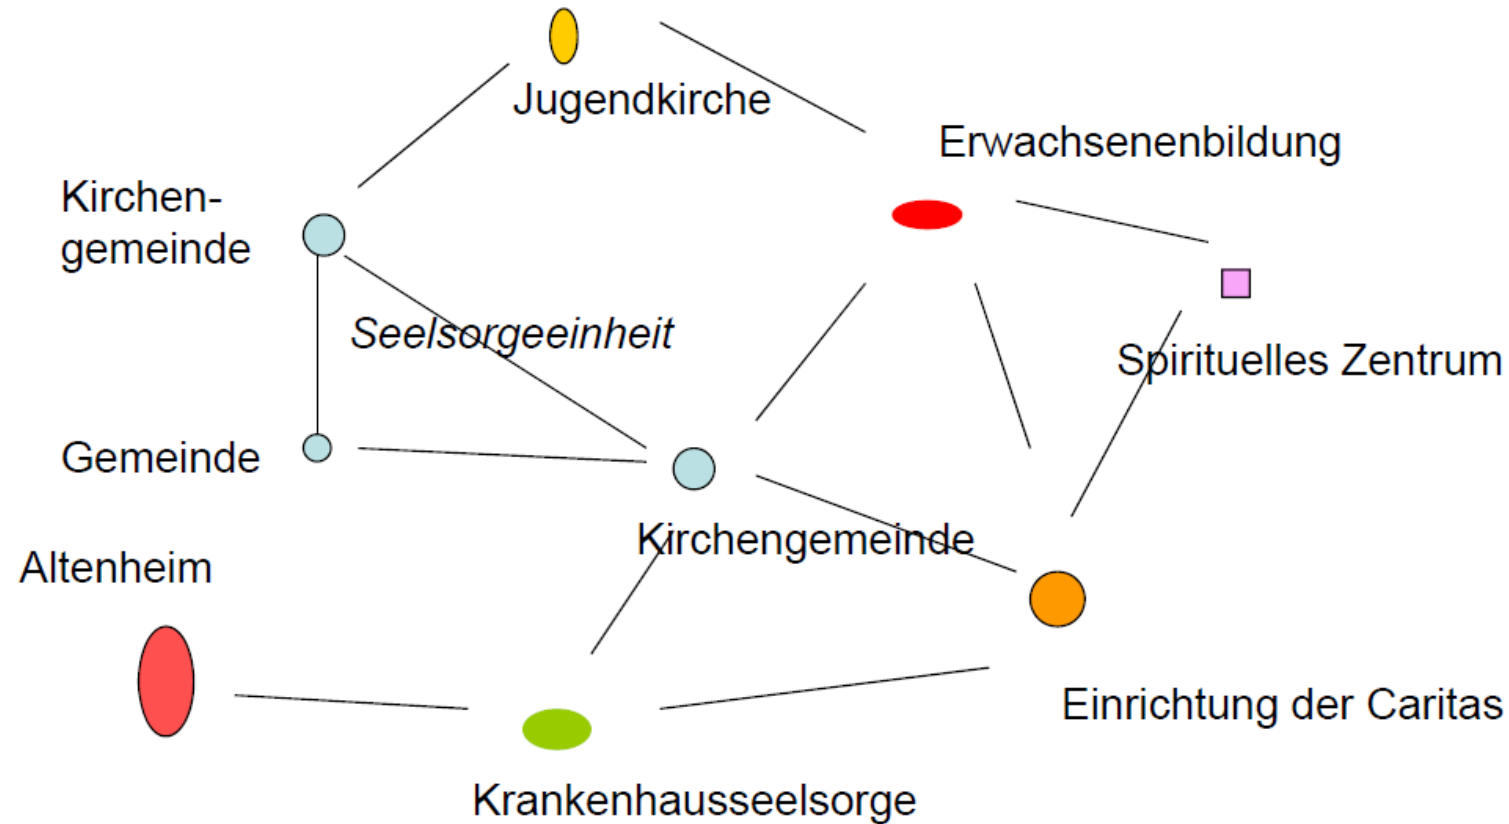 Jugendkirche
Erwachsenenbildung
Kirchen-
gemeinde
Seelsorgeeinheit
Spirituelles Zentrum
Gemeinde
Kirchengemeinde
Altenheim
Einrichtung der Caritas
Krankenhausseelsorge